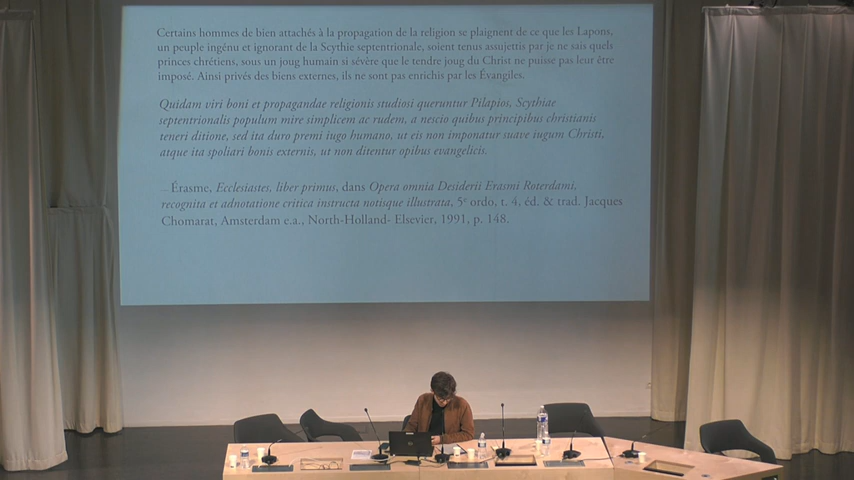 Certains hommes de bien attachés à la propagation de la religion se plaignent de ce que les Lapons,
un peuple ingénu et ignorant de la Scythie septentrionale, soient tenus assujettis par je ne sais quels
princes chrétiens, sous un joug humain si sévère que le tendre joug du Christ ne puisse pas leur être
imposé. Ainsi privés des biens externes, ils ne sont pas enrichis par les Évangiles.
Quidam viri boni et propagandae religionis studiosi queruntur Pilapios, Scythiae
septentrionalis populum mire simplicem ac rudem, a nescio quibus principibus christianis
teneri ditione, sed ita duro premi iugo humano, ut eis non imponatur suave iugum Christi,
atque ita spoliari bonis externis, ut non ditentur opibus evangelicis.
– Érasme, Ecclesiastes, liber primus, dans Opera omnia Desiderii Erasmi Roterdami,
recognita et adnotatione critica instructa notisque illustrata, 5e ordo, t. 4, éd. & trad. Jacques
Chomarat, Amsterdam e.a., North-Holland- Elsevier, 1991, p. 148.